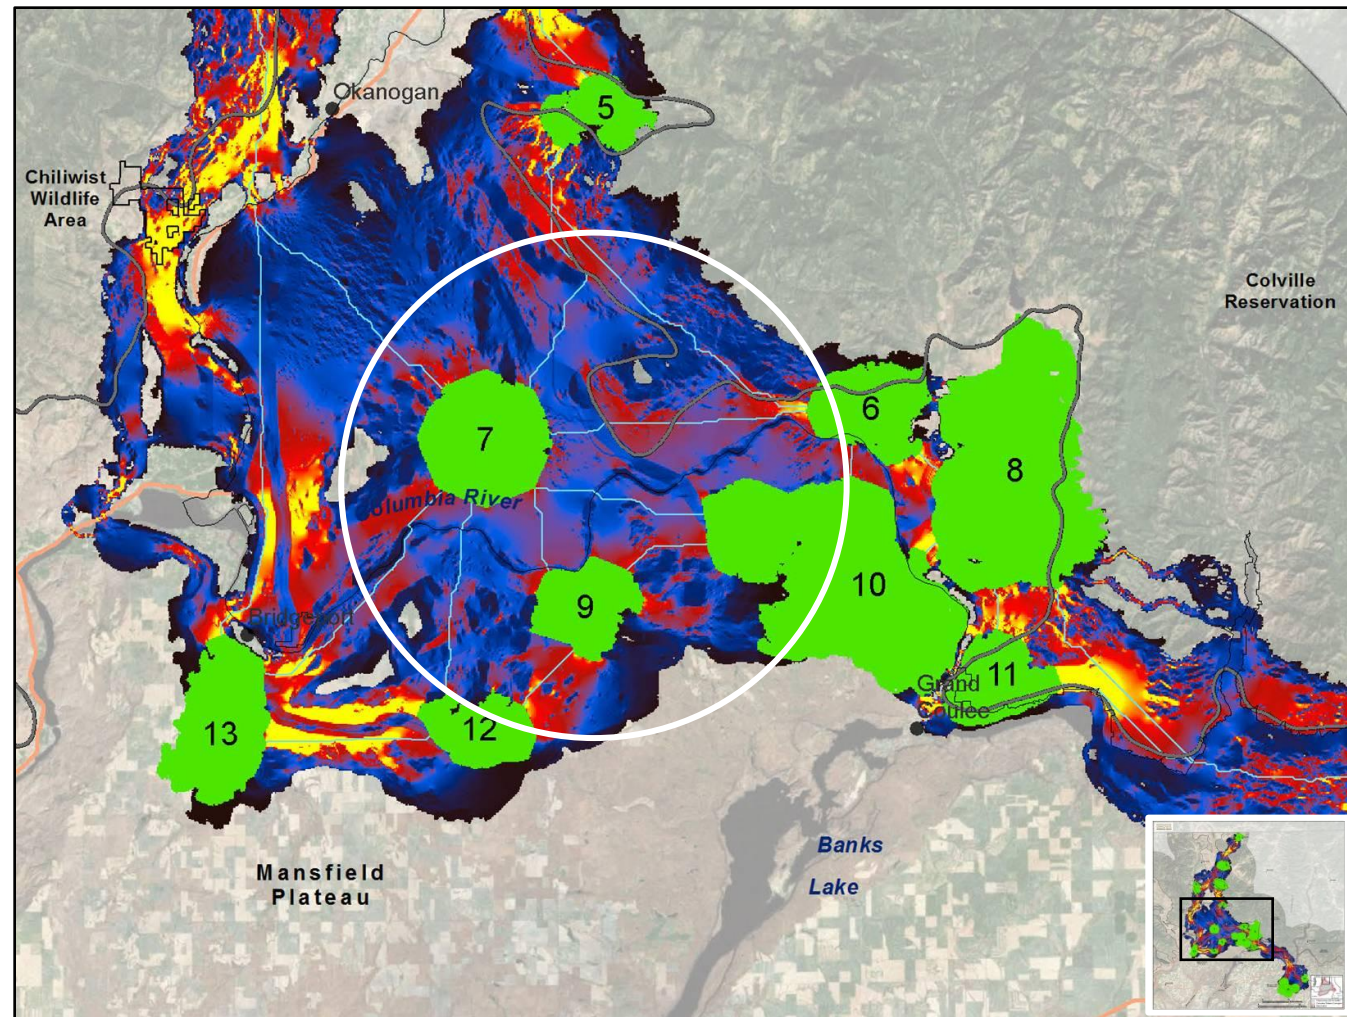 Okanogan
5
Chiliwist
Wildlife
Area
Colville
Reservation
6
7
8
Columbia River
10
9
Bridgeport
11
Grand
Coulee
12
13
Banks
Lake
Mansfield
Plateau